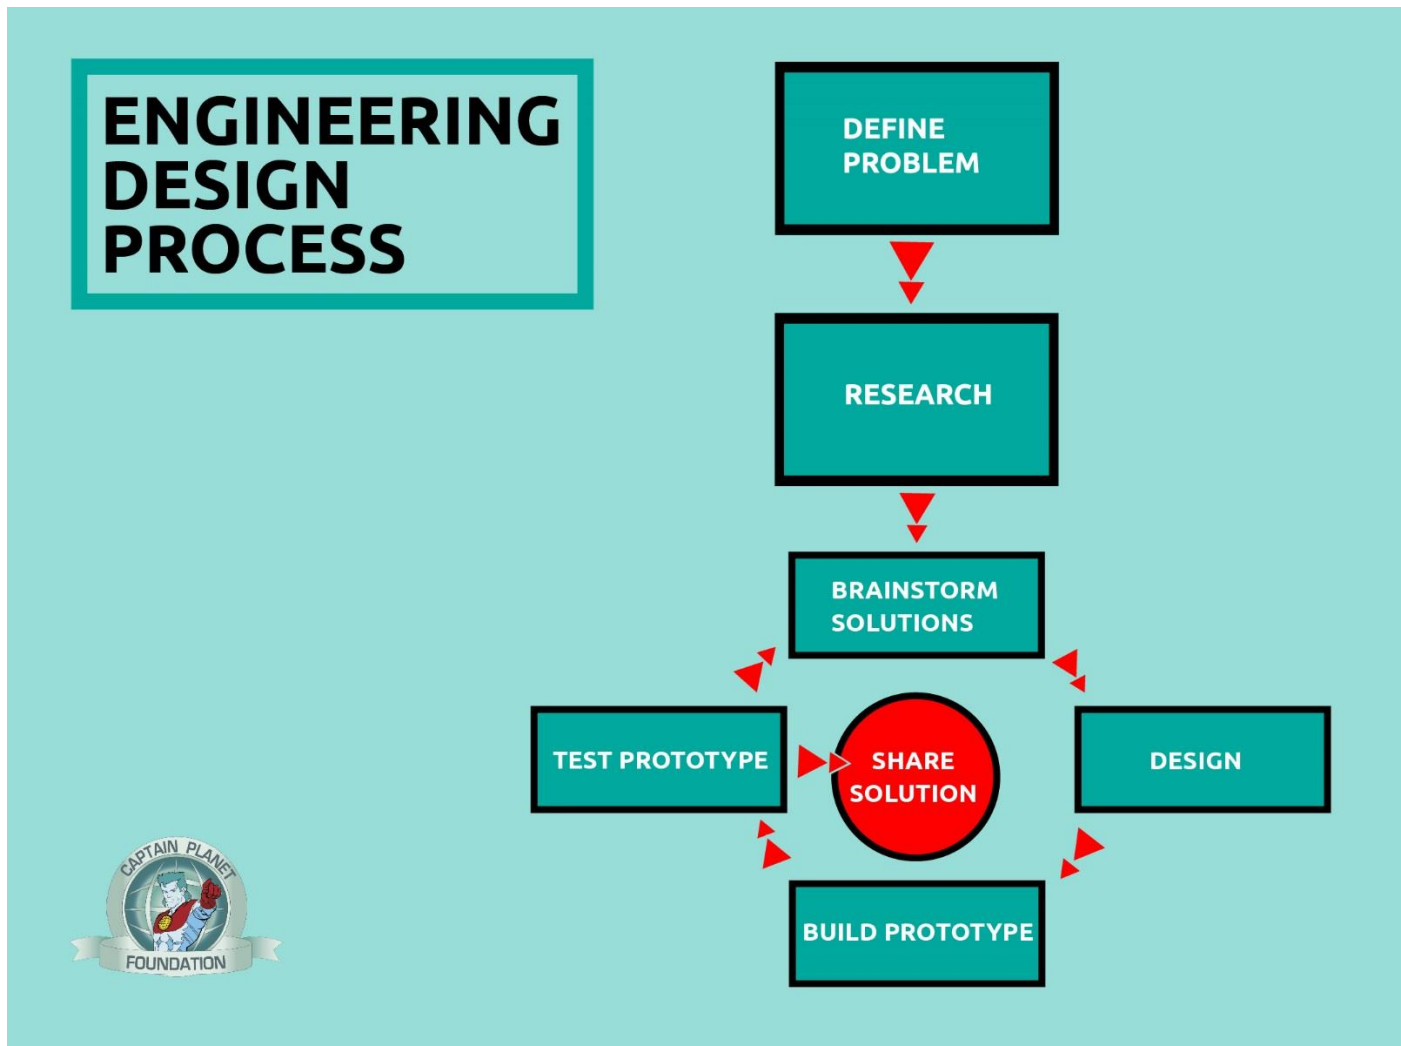 ENGINEERING
DESIGN
PROCESS
DEFINE
PROBLEM
RESEARCH
BRAINSTORM
SOLUTIONS
TEST PROTOTYPE
SHARE
SOLUTION
DESIGN
BUILD PROTOTYPE
CAPTAIN PLANET
FOUNDATION